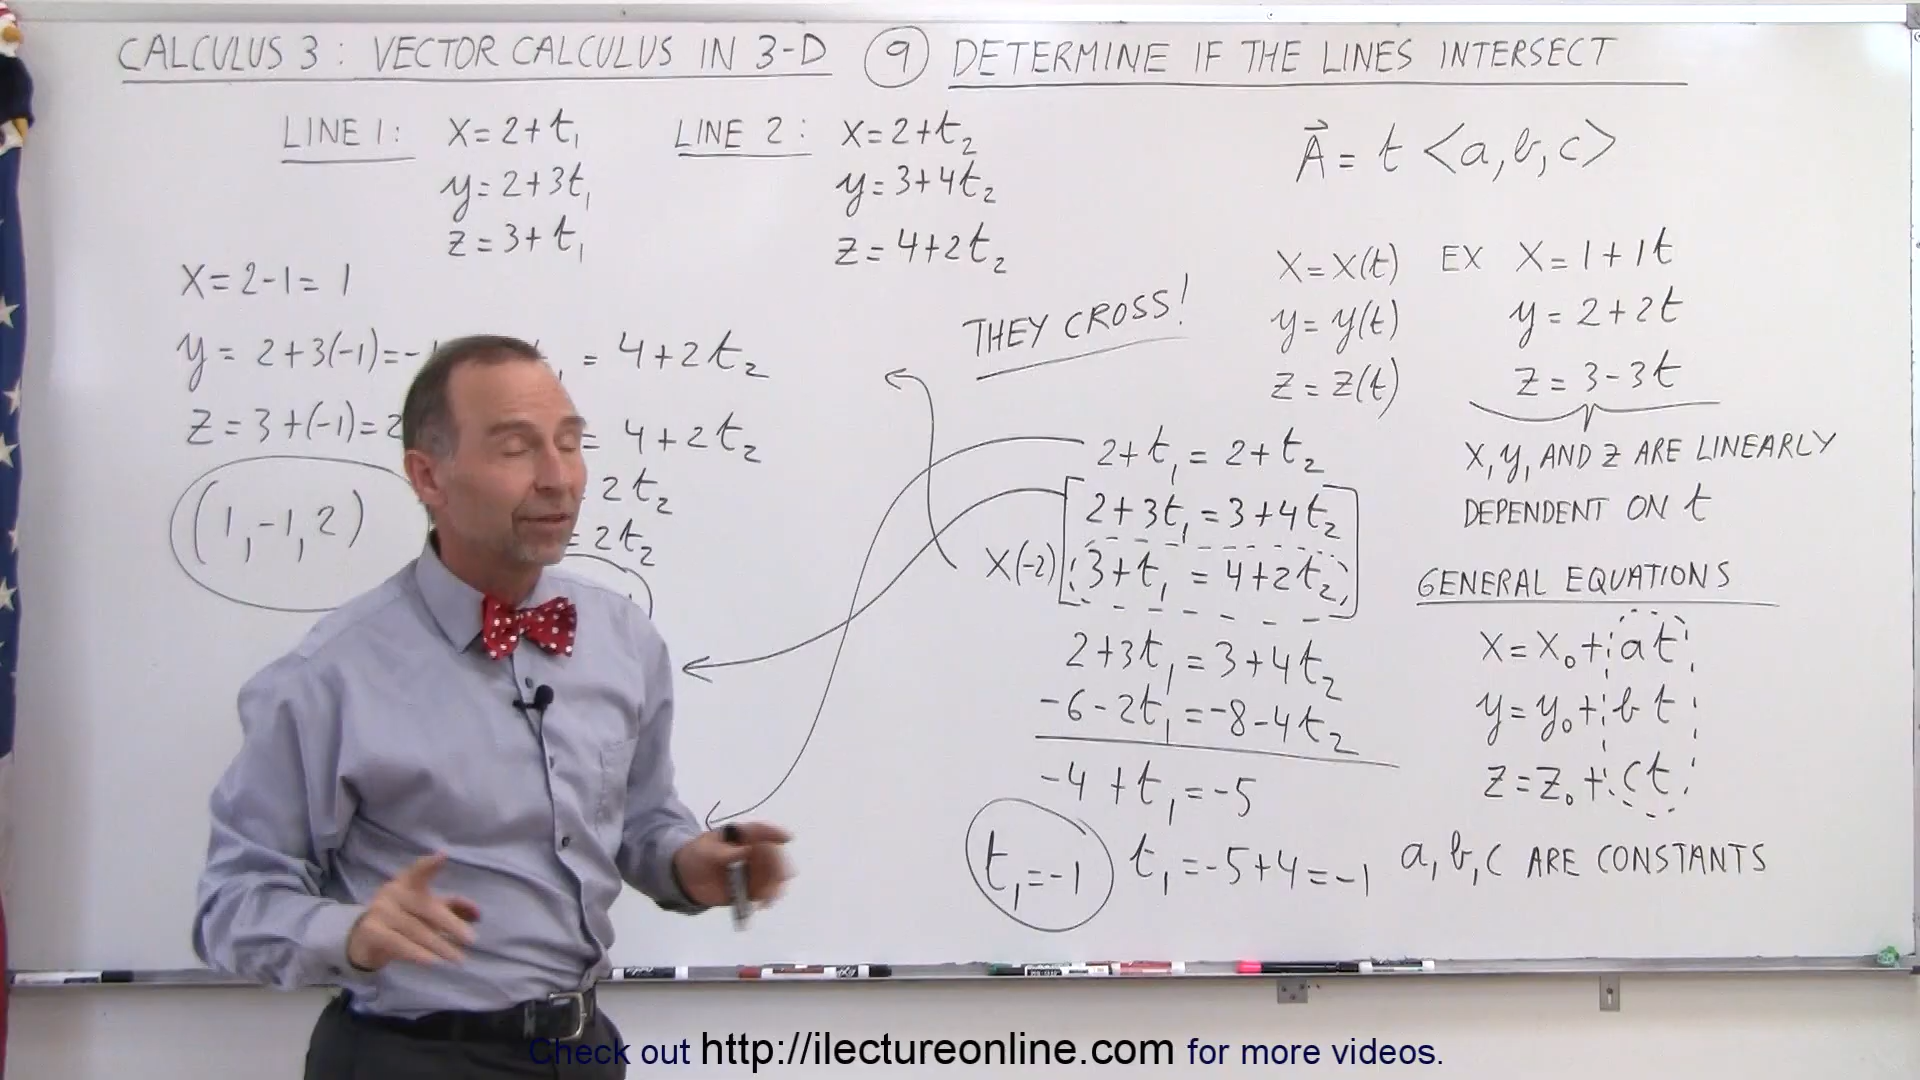 CALCULUS 3: VECTOR CALCULUS IN 3-D 9 DETERMINE IF THE LINES INTERSECT
LINE 1: x=2+t₁
y=2+3t₁
z=3+t₁
LINE 2: x=2+t₂
y=3+4t₂
z=4+2t₂
x=2-1=1
y=2+3(-1)=-1
z=3+(-1)=2
(1,-1,2)
₁ = 4+2t₂
= 4+2t₂
2t₂
=2t₂
THEY CROSS!
2+t₁=2+t₂
2+3t₁=3+4t₂
X(-2) 3+t₁=4+2t₂
2+3t₁=3+4t₂
-6-2t₁=-8-4t₂
-4+t₁=-5
t₁=-1 t₁=-5+4=-1
A⃗=t<a,b,c>
x=x(t) EX x=1+1t
y=y(t) y=2+2t
z=z(t) z=3-3t
x,y, AND z ARE LINEARLY
DEPENDENT ON t
GENERAL EQUATIONS
x=x₀+at
y=y₀+bt
z=z₀+ct
a,b,c ARE CONSTANTS
Check out http://ilectureonline.com for more videos.